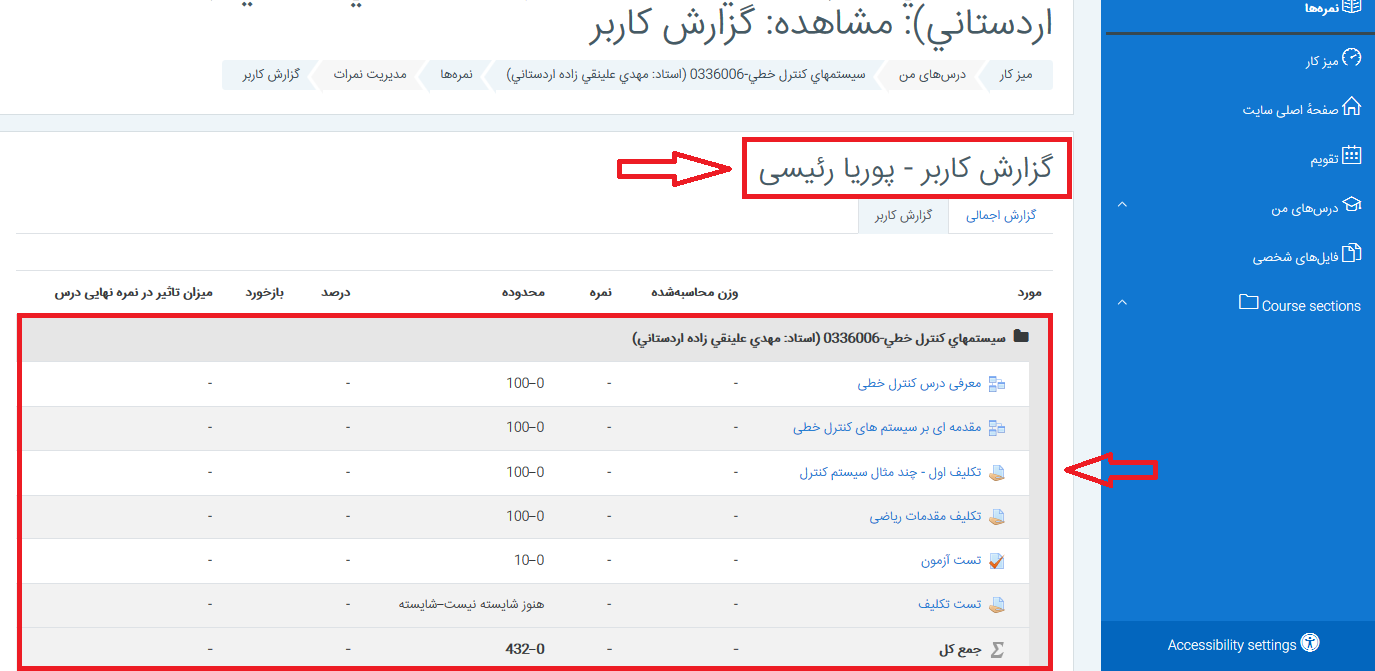 اردستاني): مشاهده: گزارش کاربر
میز کار
درس‌های من
سيستمهاي کنترل خطي-0336006 (استاد: مهدي علينقي زاده اردستاني)
نمره‌ها
مدیریت نمرات
گزارش کاربر
گزارش کاربر - پوریا رئیسی
گزارش اجمالی
گزارش کاربر
مورد وزن محاسبه‌شده نمره محدوده درصد بازخورد میزان تاثیر در نمره نهایی درس
سيستمهاي کنترل خطي-0336006 (استاد: مهدي علينقي زاده اردستاني)
معرفی درس کنترل خطی - - 0–100 - -
مقدمه ای بر سیستم های کنترل خطی - - 0–100 - -
تکلیف اول - چند مثال سیستم کنترل - - 0–100 - -
تکلیف مقدمات ریاضی - - 0–100 - -
تست آزمون - - 0–10 - -
تست تکلیف - - هنوز شایسته نیست–شایسته - -
جمع کل - - 0–432 - -
نمره‌ها
میز کار
صفحهٔ اصلی سایت
تقویم
درس‌های من
فایل‌های شخصی
Course sections
Accessibility settings